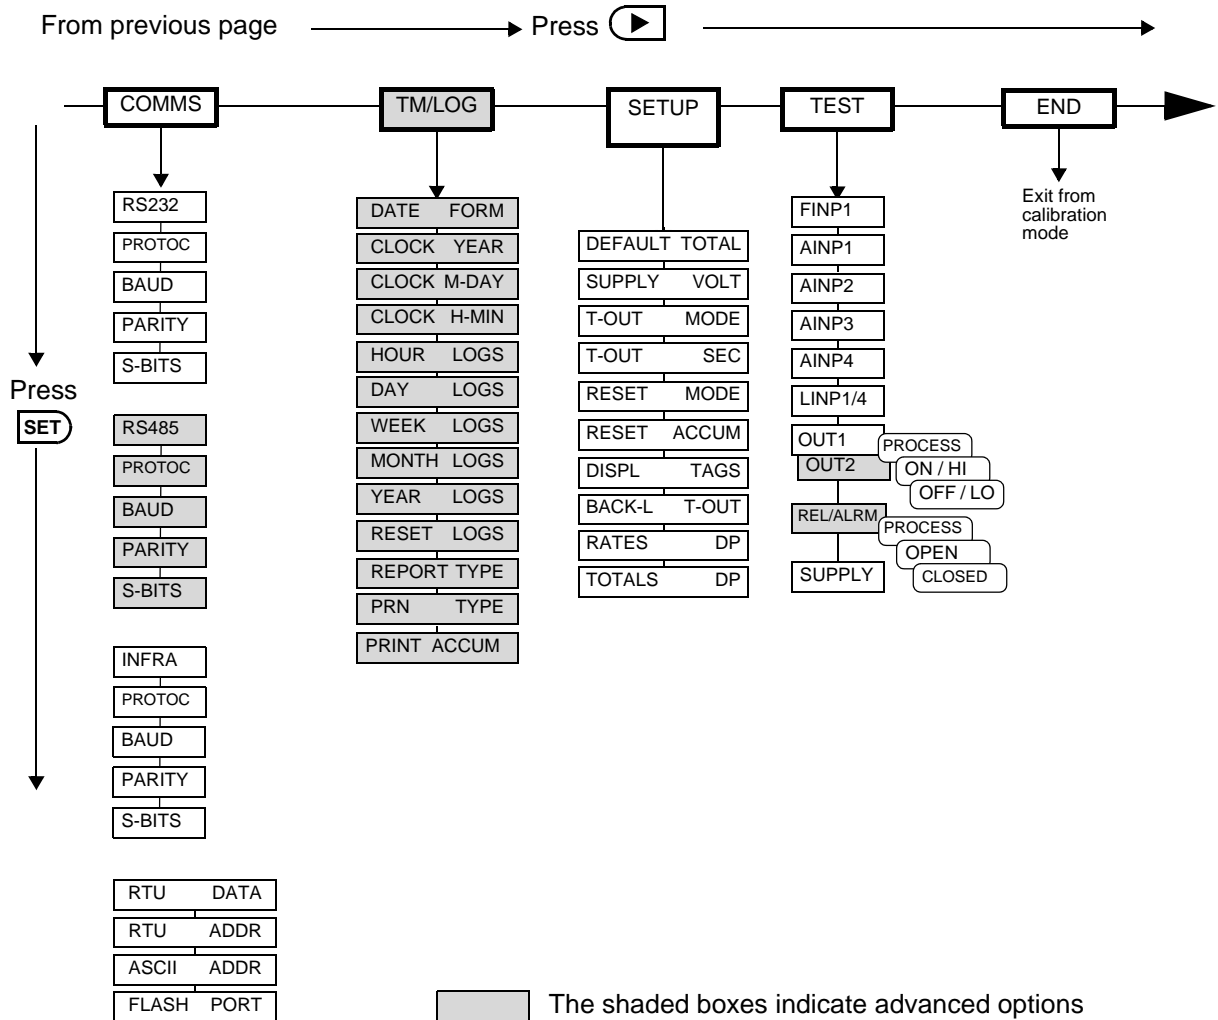 From previous page
Press
COMMS
TM/LOG
SETUP
TEST
END
Press
SET
RS232
PROTOC
BAUD
PARITY
S-BITS
RS485
PROTOC
BAUD
PARITY
S-BITS
INFRA
PROTOC
BAUD
PARITY
S-BITS
RTU DATA
RTU ADDR
ASCII ADDR
FLASH PORT
DATE FORM
CLOCK YEAR
CLOCK M-DAY
CLOCK H-MIN
HOUR LOGS
DAY LOGS
WEEK LOGS
MONTH LOGS
YEAR LOGS
RESET LOGS
REPORT TYPE
PRN TYPE
PRINT ACCUM
DEFAULT TOTAL
SUPPLY VOLT
T-OUT MODE
T-OUT SEC
RESET MODE
RESET ACCUM
DISPL TAGS
BACK-L T-OUT
RATES DP
TOTALS DP
FINP1
AINP1
AINP2
AINP3
AINP4
LINP1/4
OUT1
OUT2
PROCESS
ON / HI
OFF / LO
REL/ALRM
PROCESS
OPEN
CLOSED
SUPPLY
Exit from
calibration
mode
The shaded boxes indicate advanced options